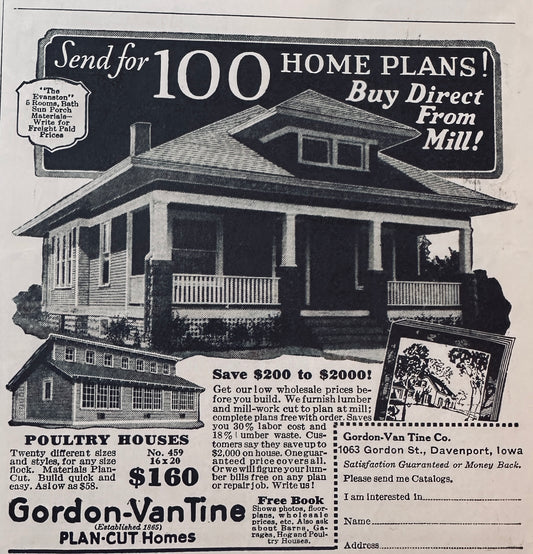 Send for 100 HOME PLANS!
Buy Direct
From
Mill!
"The
Evanston"
5 Rooms, Bath
Sun Porch
Materials—
Write for
Freight Paid
Prices
Save $200 to $2000!
Get our low wholesale prices be-
fore you build. We furnish lumber
and mill-work cut to plan at mill;
complete plans free with order. Saves
you 30% labor cost and
18% lumber waste. Cus-
tomers say they save up to
$2,000 on house. One guar-
anteed price covers all.
Or we will figure your lum-
ber bills free on any plan
or repair job. Write us!
POULTRY HOUSES
Twenty different sizes
and styles, for any size
flock. Materials Plan-
Cut. Build quick and
easy. As low as $58.
No. 459
16 x 20
$160
Gordon-VanTine
(Established 1865)
PLAN-CUT Homes
Free Book
Shows photos, floor-
plans, wholesale
prices, etc. Also ask
about Barns, Ga-
rages, Hog and Poul-
try Houses.
Gordon-Van Tine Co.
1063 Gordon St., Davenport, Iowa
Satisfaction Guaranteed or Money Back.
Please send me Catalogs.
I am interested in
Name
Address